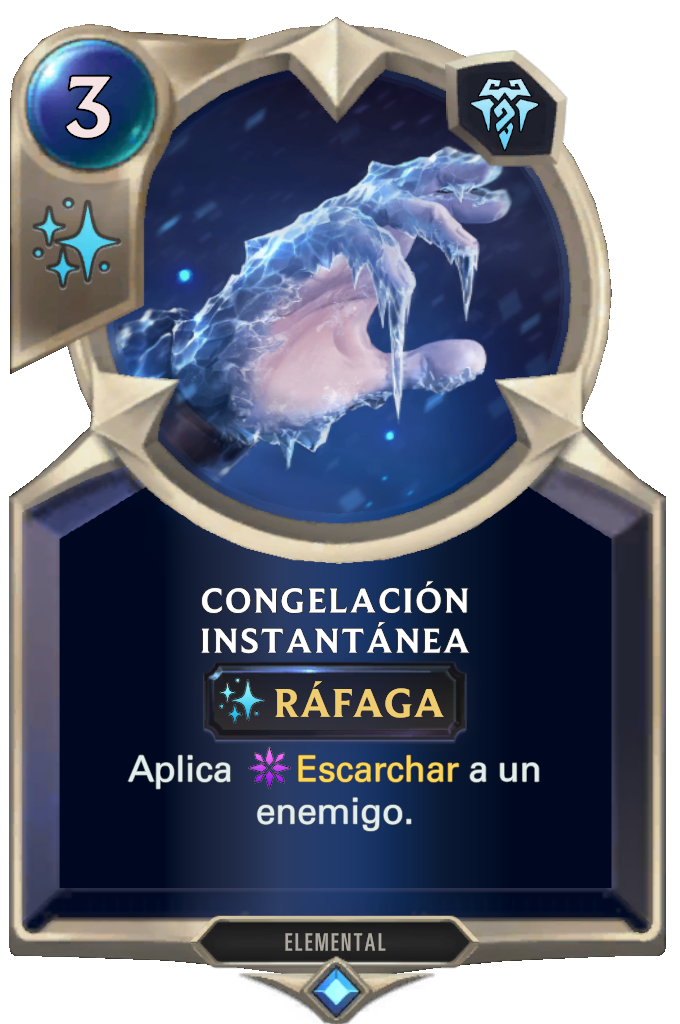 3
CONGELACIÓN
INSTANTÁNEA
RÁFAGA
Aplica Escarchar a un
enemigo.
ELEMENTAL